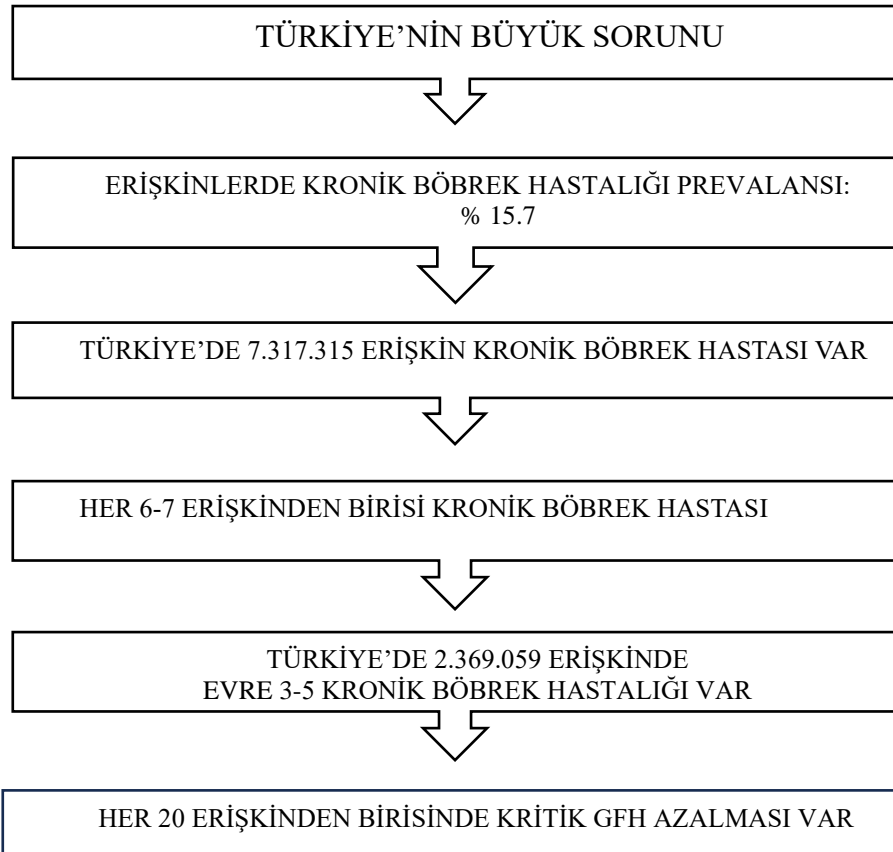 TÜRKİYE’NİN BÜYÜK SORUNU
ERİŞKİNLERDE KRONİK BÖBREK HASTALIĞI PREVALANSI:
% 15.7
TÜRKİYE’DE 7.317.315 ERİŞKİN KRONİK BÖBREK HASTASI VAR
HER 6-7 ERİŞKİNDEN BİRİSİ KRONİK BÖBREK HASTASI
TÜRKİYE’DE 2.369.059 ERİŞKİNDE
EVRE 3-5 KRONİK BÖBREK HASTALIĞI VAR
HER 20 ERİŞKİNDEN BİRİSİNDE KRİTİK GFH AZALMASI VAR